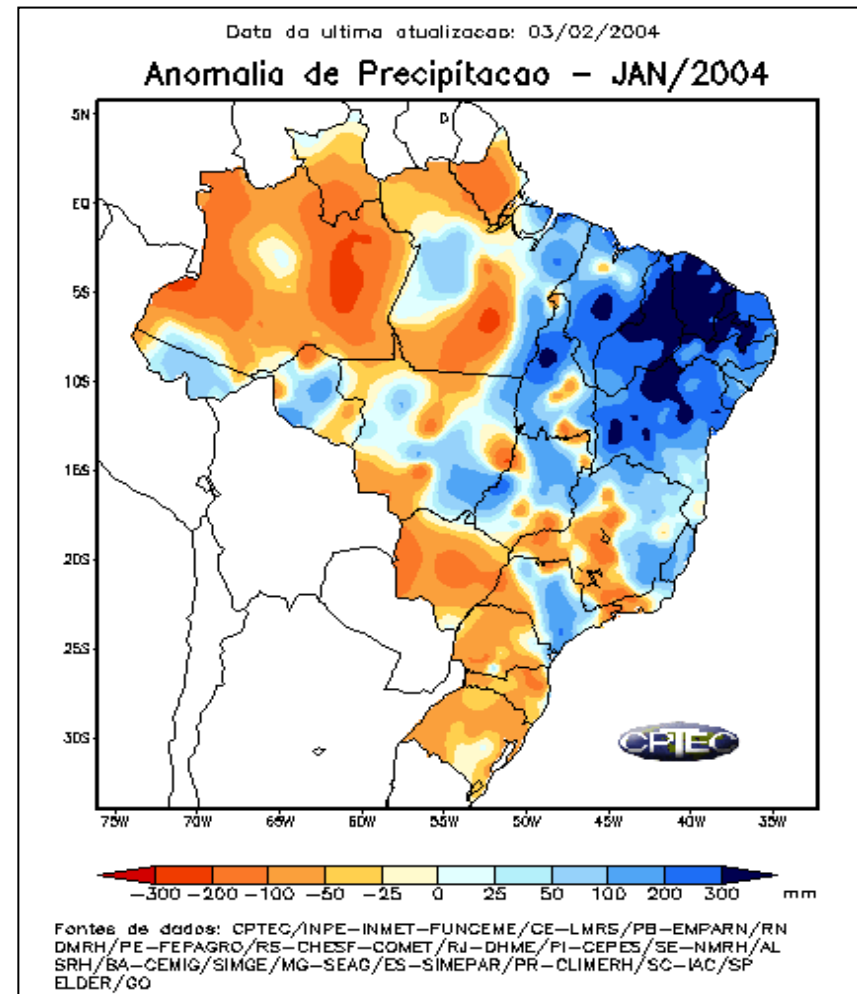 Data da ultima atualizacao: 03/02/2004
Anomalia de Precipitacao - JAN/2004
5N
EQ
5S
10S
15S
20S
25S
30S
75W 70W 65W 60W 55W 50W 45W 40W 35W
CPTEC
-300 -200 -100 -50 -25 0 25 50 100 200 300 mm
Fontes de dados: CPTEC/INPE-INMET-FUNCEME/CE-LMRS/PB-EMPARN/RN
DMRH/PE-FEPAGRO/RS-CHESF-COMET/RJ-DHME/PI-CEPES/SE-NMRH/AL
SRH/BA-CEMIG/SIMGE/MG-SEAG/ES-SIMEPAR/PR-CLIMERH/SC-IAC/SP
ELDER/GO